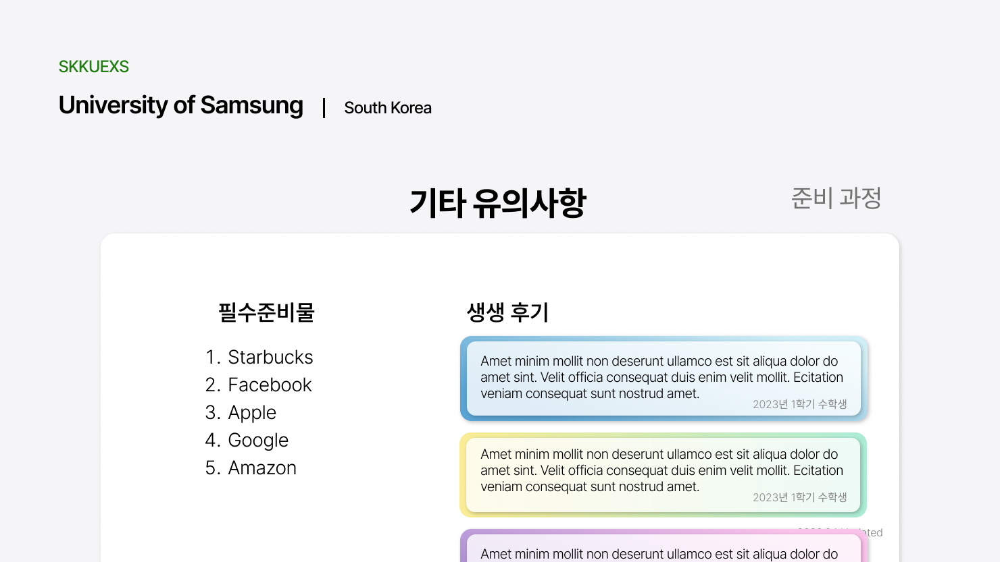 SKKUEXS
University of Samsung | South Korea
기타 유의사항
준비 과정
필수준비물
1. Starbucks
2. Facebook
3. Apple
4. Google
5. Amazon
생생 후기
Amet minim mollit non deserunt ullamco est sit aliqua dolor do
amet sint. Velit officia consequat duis enim velit mollit. Ecitation
veniam consequat sunt nostrud amet.
2023년 1학기 수학생
Amet minim mollit non deserunt ullamco est sit aliqua dolor do
amet sint. Velit officia consequat duis enim velit mollit. Ecitation
veniam consequat sunt nostrud amet.
2023년 1학기 수학생
Amet minim mollit non deserunt ullamco est sit aliqua dolor do